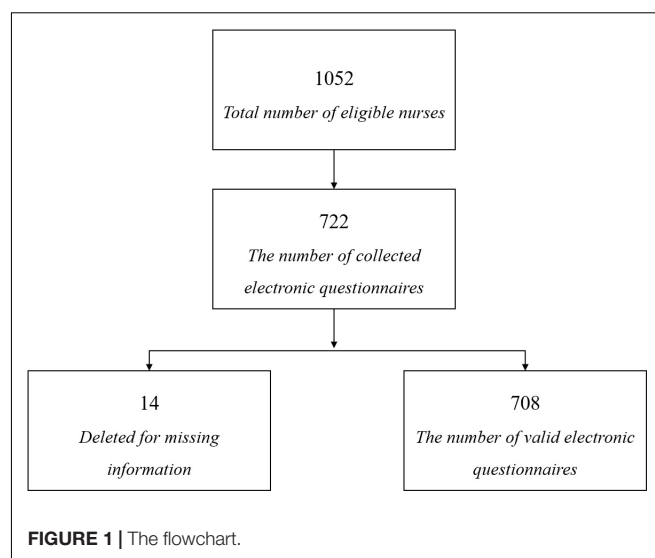 1052
Total number of eligible nurses
722
The number of collected
electronic questionnaires
14
Deleted for missing
information
708
The number of valid electronic
questionnaires
FIGURE 1 | The flowchart.